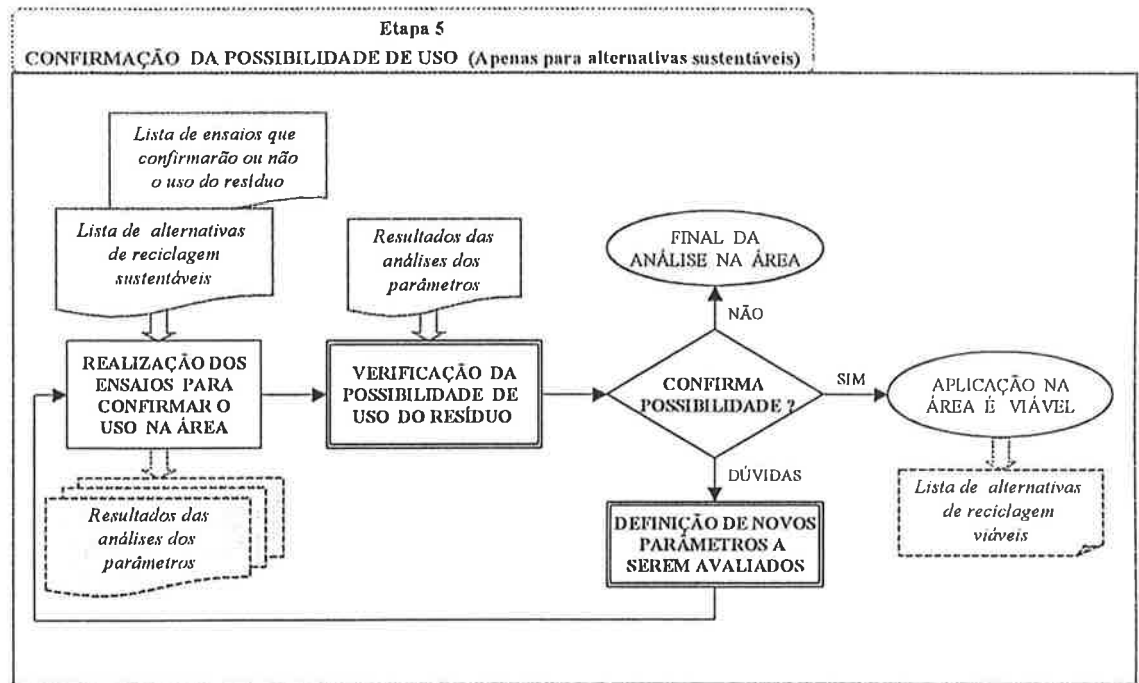 Etapa 5
CONFIRMAÇÃO DA POSSIBILIDADE DE USO (Apenas para alternativas sustentáveis)
Lista de ensaios que
confirmarão ou não
o uso do resíduo
Lista de alternativas
de reciclagem
sustentáveis
Resultados das
análises dos
parâmetros
FINAL DA
ANÁLISE NA ÁREA
NÃO
REALIZAÇÃO DOS
ENSAIOS PARA
CONFIRMAR O
USO NA ÁREA
VERIFICAÇÃO DA
POSSIBILIDADE DE
USO DO RESÍDUO
CONFIRMA
POSSIBILIDADE ?
SIM
APLICAÇÃO NA
ÁREA É VIÁVEL
DÚVIDAS
Resultados das
análises dos
parâmetros
DEFINIÇÃO DE NOVOS
PARÂMETROS A
SEREM AVALIADOS
Lista de alternativas
de reciclagem
viáveis